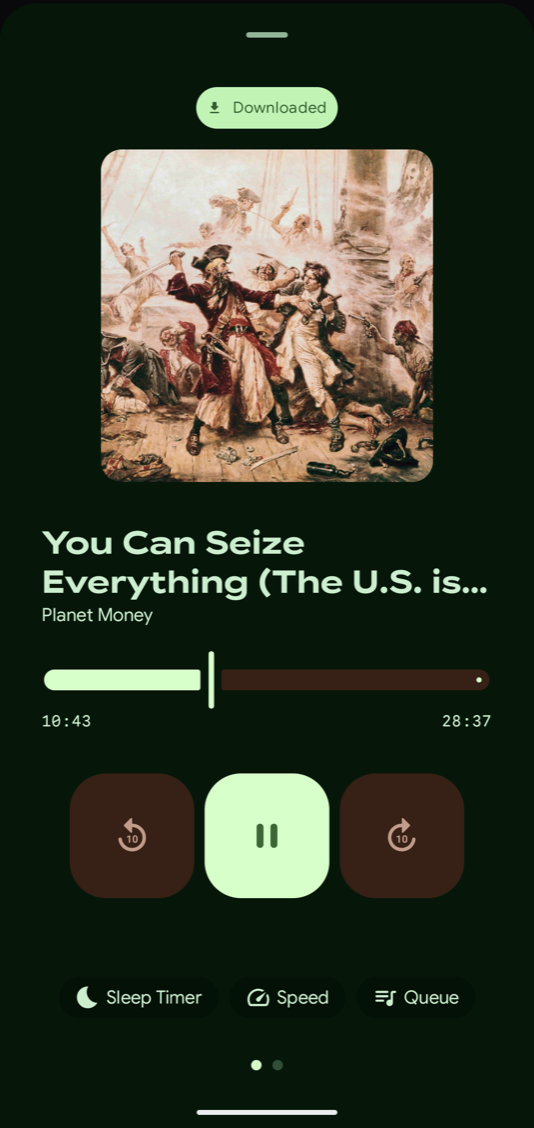 Downloaded
You Can Seize
Everything (The U.S. is...
Planet Money
10:43
28:37
10
10
Sleep Timer
Speed
Queue